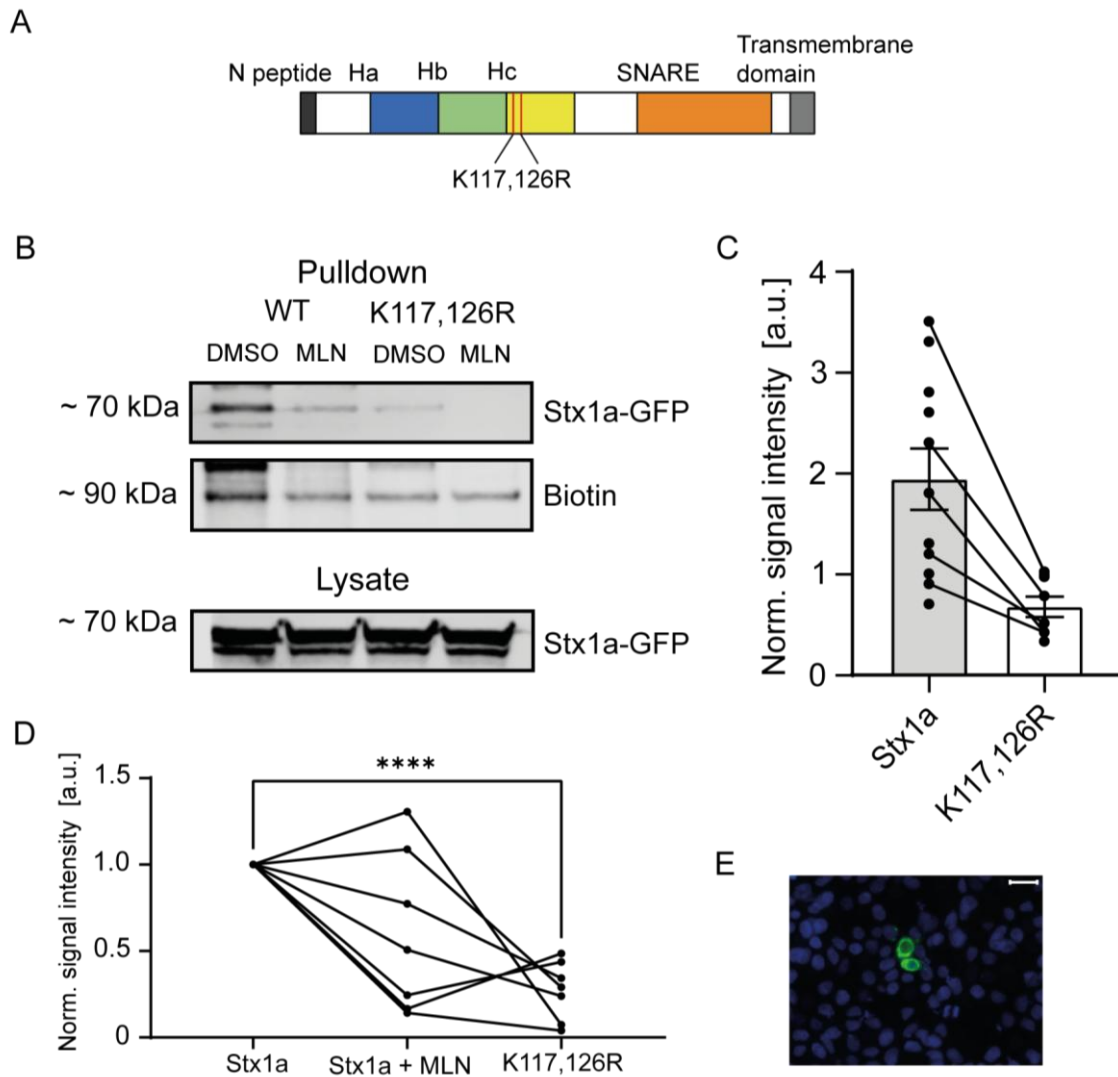 A
N peptide Ha Hb Hc SNARE Transmembrane
domain
K117,126R
B
Pulldown
WT K117,126R
DMSO MLN DMSO MLN
~ 70 kDa Stx1a-GFP
~ 90 kDa Biotin
Lysate
~ 70 kDa Stx1a-GFP
C
Norm. signal intensity [a.u.]
4
3
2
1
0
Stx1a
K117,126R
D
Norm. signal intensity [a.u.]
1.5
1.0
0.5
0
****
Stx1a Stx1a + MLN K117,126R
E